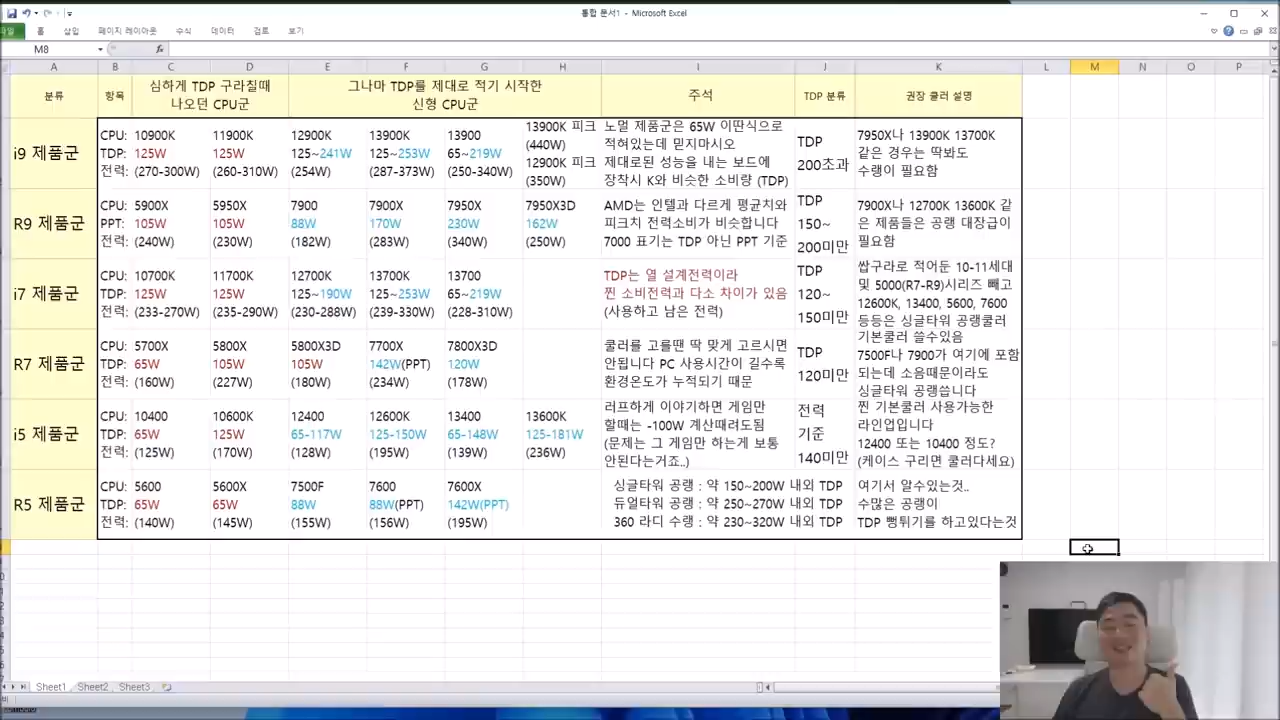 통합 문서1 - Microsoft Excel
파일 홈 삽입 페이지 레이아웃 수식 데이터 검토 보기
M8 fx
A B C D E F G H I J K L M N O P
분류 항목 심하게 TDP 구라칠때 나오던 CPU군 그나마 TDP를 제대로 적기 시작한 신형 CPU군 주석 TDP 분류 권장 쿨러 설명
i9 제품군
CPU: 10900K 11900K 12900K 13900K 13900
TDP: 125W 125W 125~241W 125~253W 65~219W
전력: (270-300W) (260-310W) (254W) (287-373W) (250-340W)
13900K 피크
(440W)
12900K 피크
(350W)
노멀 제품군은 65W 이딴식으로
적혀있는데 믿지마시오
제대로된 성능을 내는 보드에
장착시 K와 비슷한 소비량 (TDP)
TDP
200초과
7950X나 13900K 13700K
같은 경우는 딱봐도
수랭이 필요함
R9 제품군
CPU: 5900X 5950X 7900 7900X 7950X 7950X3D
PPT: 105W 105W 88W 170W 230W 162W
전력: (240W) (230W) (182W) (283W) (340W) (250W)
AMD는 인텔과 다르게 평균치와
피크치 전력소비가 비슷합니다
7000 표기는 TDP 아닌 PPT 기준
TDP
150~
200미만
7900X나 12700K 13600K 같
은 제품들은 공랭 대장급이
필요함
i7 제품군
CPU: 10700K 11700K 12700K 13700K 13700
TDP: 125W 125W 125~190W 125~253W 65~219W
전력: (233-270W) (235-290W) (230-288W) (239-330W) (228-310W)
TDP는 열 설계전력이라
찐 소비전력과 다소 차이가 있음
(사용하고 남은 전력)
TDP
120~
150미만
쌉구라로 적어둔 10-11세대
및 5000(R7-R9)시리즈 빼고
12600K, 13400, 5600, 7600
등등은 싱글타워 공랭쿨러
R7 제품군
CPU: 5700X 5800X 5800X3D 7700X 7800X3D
TDP: 65W 105W 105W 142W(PPT) 120W
전력: (160W) (227W) (180W) (234W) (178W)
쿨러를 고를땐 딱 맞게 고르시면
안됩니다 PC 사용시간이 길수록
환경온도가 누적되기 때문
TDP
120미만
기본쿨러 쓸수있음
7500F나 7900가 여기에 포함
되는데 소음때문이라도
싱글타워 공랭씁니다
i5 제품군
CPU: 10400 10600K 12400 12600K 13400 13600K
TDP: 65W 125W 65-117W 125-150W 65-148W 125-181W
전력: (125W) (170W) (128W) (195W) (139W) (236W)
러프하게 이야기하면 게임만
할때는 -100W 계산때려도됨
(문제는 그 게임만 하는게 보통
안된다는거죠..)
전력
기준
140미만
찐 기본쿨러 사용가능한
라인업입니다
12400 또는 10400 정도?
(케이스 구리면 쿨러다세요)
R5 제품군
CPU: 5600 5600X 7500F 7600 7600X
TDP: 65W 65W 88W 88W(PPT) 142W(PPT)
전력: (140W) (145W) (155W) (156W) (195W)
싱글타워 공랭 : 약 150~200W 내외 TDP
듀얼타워 공랭 : 약 250~270W 내외 TDP
360 라디 수랭 : 약 230~320W 내외 TDP
여기서 알수있는것..
수많은 공랭이
TDP 뻥튀기를 하고있다는것
Sheet1 Sheet2 Sheet3